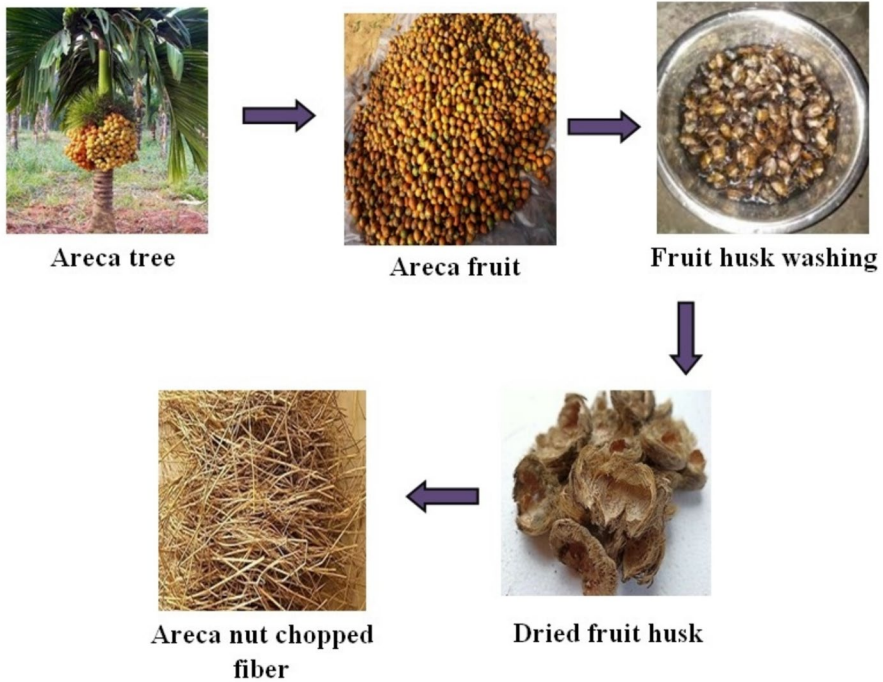 Areca tree
Areca fruit
Fruit husk washing
Dried fruit husk
Areca nut chopped
fiber